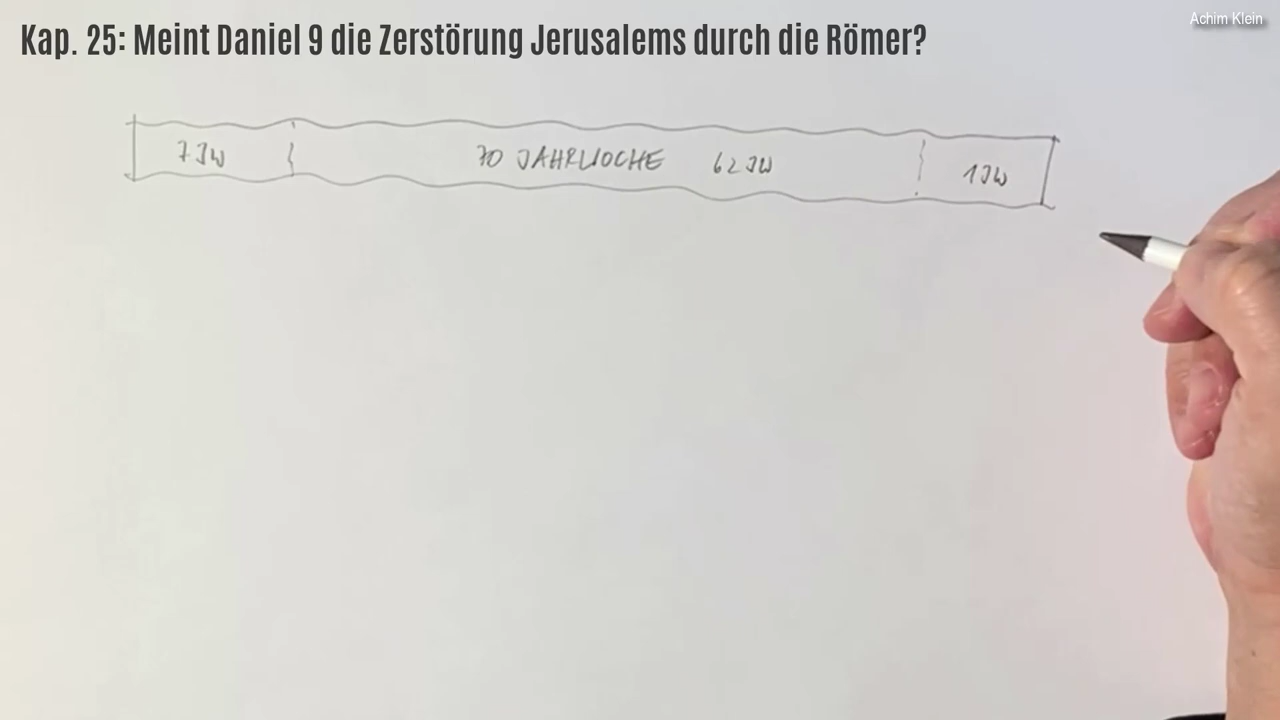 Achim Klein
Kap. 25: Meint Daniel 9 die Zerstörung Jerusalems durch die Römer?
7 JW 70 JAHRWOCHE 62 JW 1 JW